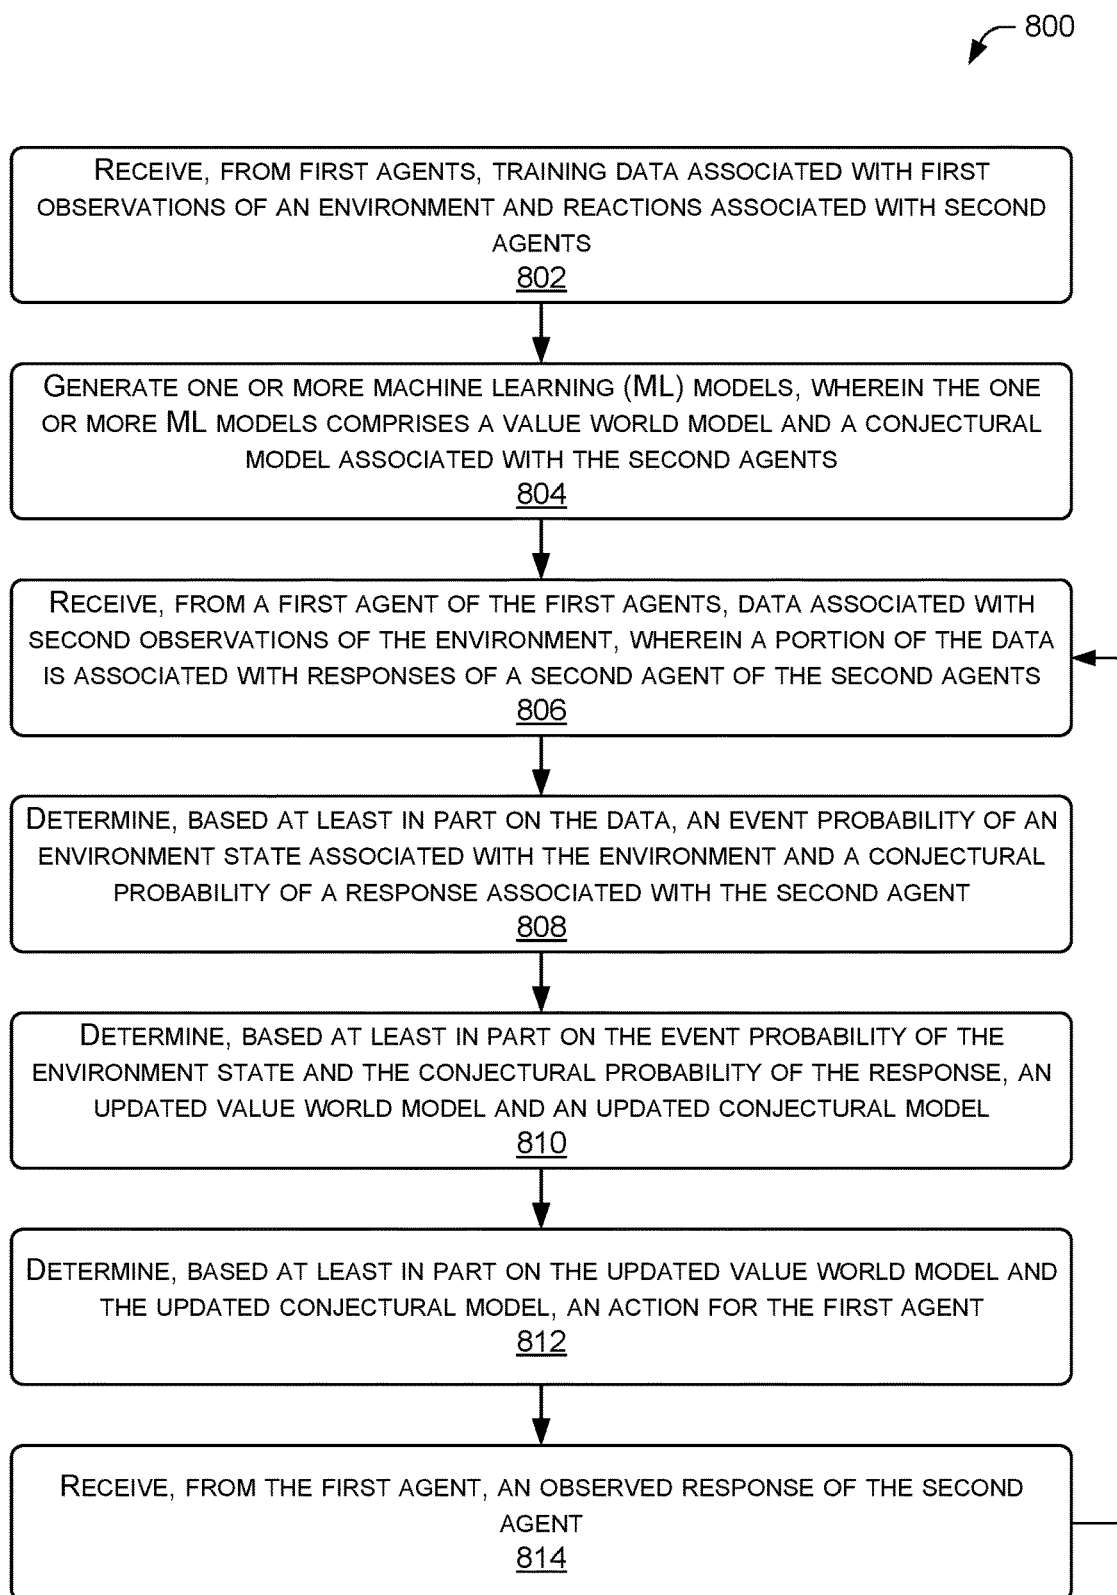 800
RECEIVE, FROM FIRST AGENTS, TRAINING DATA ASSOCIATED WITH FIRST
OBSERVATIONS OF AN ENVIRONMENT AND REACTIONS ASSOCIATED WITH SECOND
AGENTS
802
GENERATE ONE OR MORE MACHINE LEARNING (ML) MODELS, WHEREIN THE ONE
OR MORE ML MODELS COMPRISES A VALUE WORLD MODEL AND A CONJECTURAL
MODEL ASSOCIATED WITH THE SECOND AGENTS
804
RECEIVE, FROM A FIRST AGENT OF THE FIRST AGENTS, DATA ASSOCIATED WITH
SECOND OBSERVATIONS OF THE ENVIRONMENT, WHEREIN A PORTION OF THE DATA
IS ASSOCIATED WITH RESPONSES OF A SECOND AGENT OF THE SECOND AGENTS
806
DETERMINE, BASED AT LEAST IN PART ON THE DATA, AN EVENT PROBABILITY OF AN
ENVIRONMENT STATE ASSOCIATED WITH THE ENVIRONMENT AND A CONJECTURAL
PROBABILITY OF A RESPONSE ASSOCIATED WITH THE SECOND AGENT
808
DETERMINE, BASED AT LEAST IN PART ON THE EVENT PROBABILITY OF THE
ENVIRONMENT STATE AND THE CONJECTURAL PROBABILITY OF THE RESPONSE, AN
UPDATED VALUE WORLD MODEL AND AN UPDATED CONJECTURAL MODEL
810
DETERMINE, BASED AT LEAST IN PART ON THE UPDATED VALUE WORLD MODEL AND
THE UPDATED CONJECTURAL MODEL, AN ACTION FOR THE FIRST AGENT
812
RECEIVE, FROM THE FIRST AGENT, AN OBSERVED RESPONSE OF THE SECOND
AGENT
814